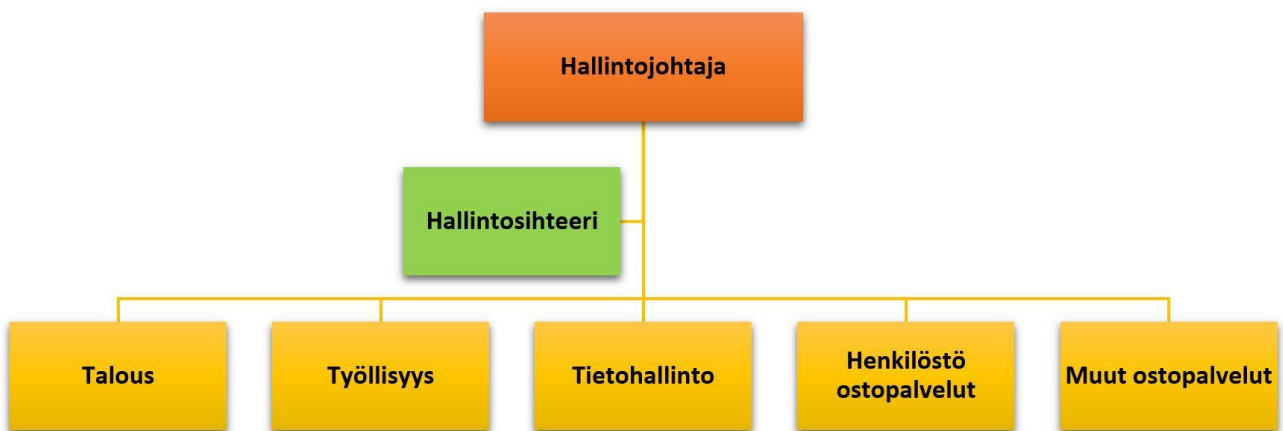 Hallintojohtaja
Hallintosihteeri
Talous
Työllisyys
Tietohallinto
Henkilöstö
ostopalvelut
Muut ostopalvelut